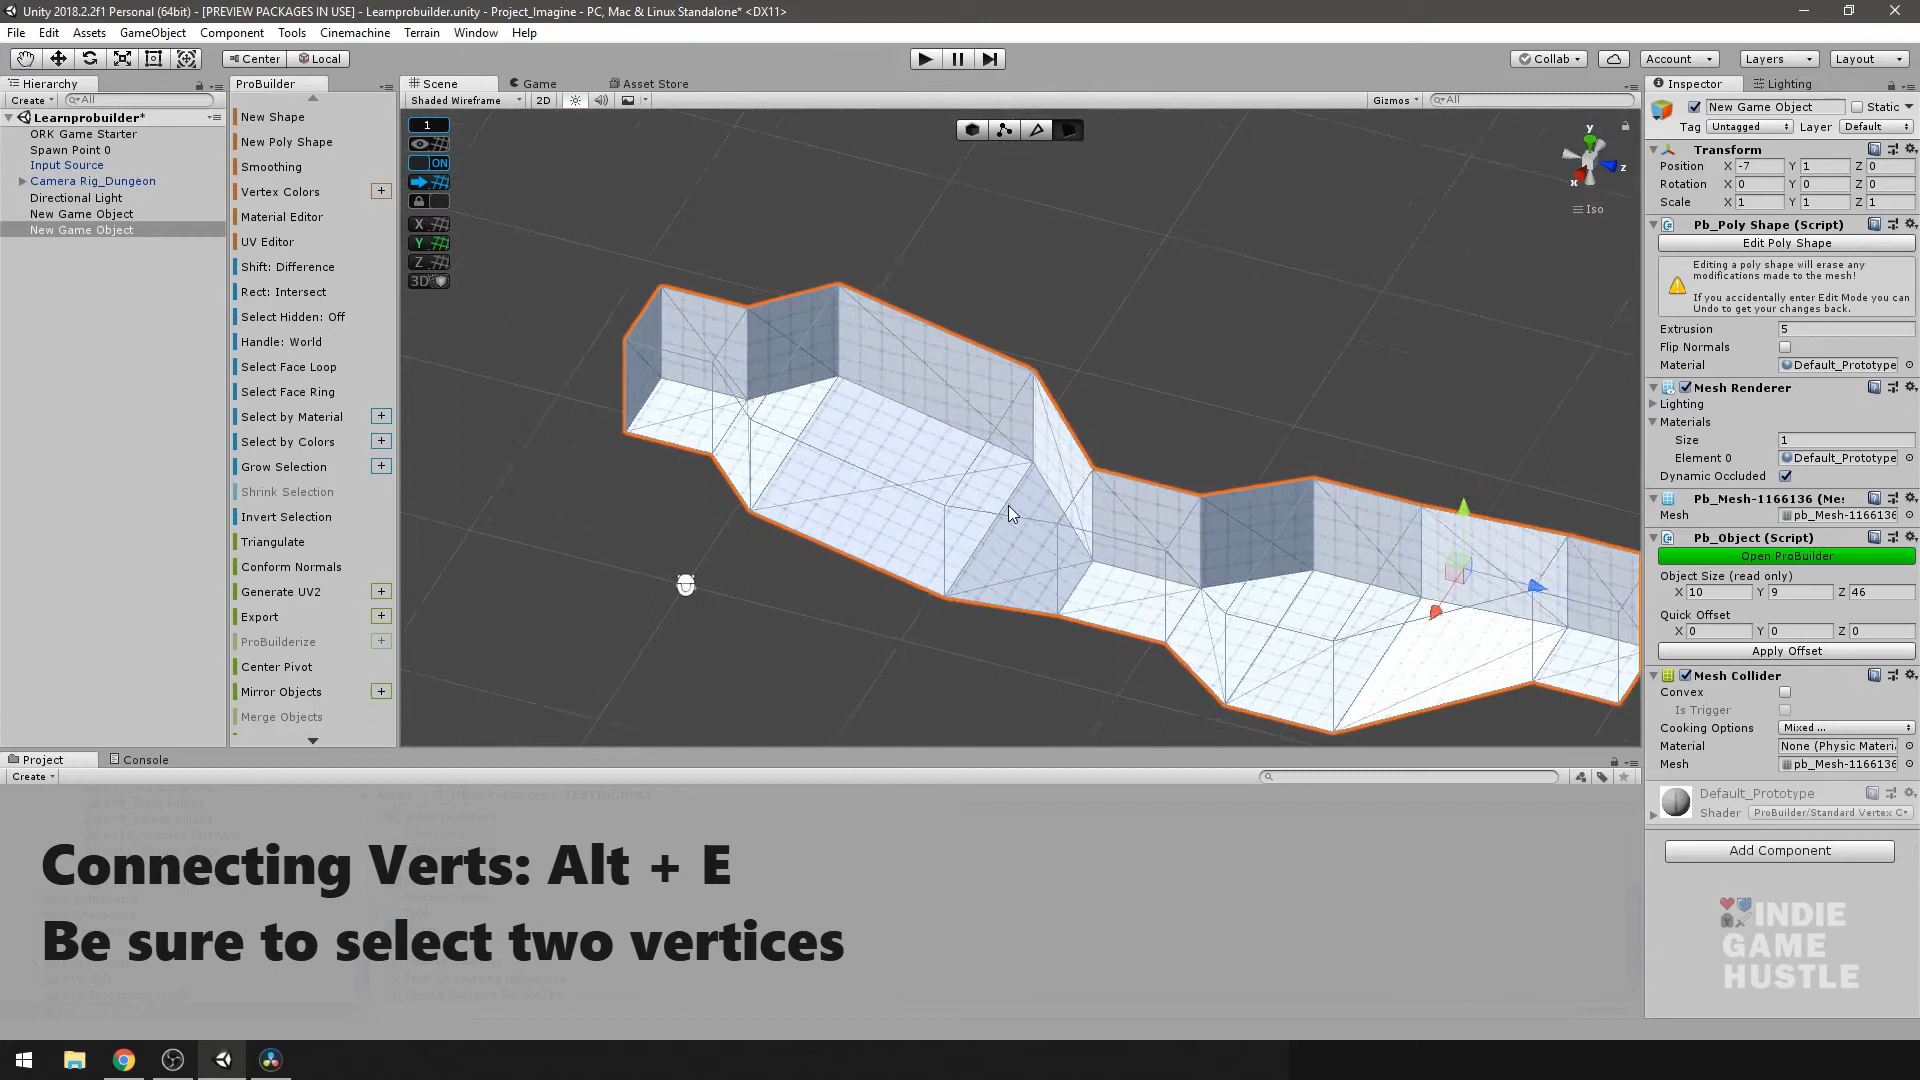 Unity 2018.2.2f1 Personal (64bit) - [PREVIEW PACKAGES IN USE] - Learnprobuilder.unity - Project_Imagine - PC, Mac & Linux Standalone* <DX11>
File Edit Assets GameObject Component Tools Cinemachine Terrain Window Help
Center Local Collab Account Layers Layout
Hierarchy
Create All
Learnprobuilder*
ORK Game Starter
Spawn Point 0
Input Source
Camera Rig_Dungeon
Directional Light
New Game Object
New Game Object
ProBuilder
New Shape
New Poly Shape
Smoothing
Vertex Colors +
Material Editor
UV Editor
Shift: Difference
Rect: Intersect
Select Hidden: Off
Handle: World
Select Face Loop
Select Face Ring
Select by Material +
Select by Colors +
Grow Selection +
Shrink Selection
Invert Selection
Triangulate
Conform Normals
Generate UV2 +
Export +
ProBuilderize +
Center Pivot
Mirror Objects +
Merge Objects
Scene Game Asset Store
Shaded Wireframe 2D Gizmos All
1
ON
X
Y
Z
3D
y
z
x
Iso
Inspector Lighting
New Game Object Static
Tag Untagged Layer Default
Transform
Position X -7 Y 1 Z 0
Rotation X 0 Y 0 Z 0
Scale X 1 Y 1 Z 1
Pb_Poly Shape (Script)
Edit Poly Shape
Editing a poly shape will erase any
modifications made to the mesh!
If you accidentally enter Edit Mode you can
Undo to get your changes back.
Extrusion 5
Flip Normals
Material Default_Prototype
Mesh Renderer
Lighting
Materials
Size 1
Element 0 Default_Prototype
Dynamic Occluded
Pb_Mesh-1166136 (Mes
Mesh pb_Mesh-1166136
Pb_Object (Script)
Open ProBuilder
Object Size (read only)
X 10 Y 9 Z 46
Quick Offset
X 0 Y 0 Z 0
Apply Offset
Mesh Collider
Convex
Is Trigger
Cooking Options Mixed ...
Material None (Physic Materi
Mesh pb_Mesh-1166136
Default_Prototype
Shader ProBuilder/Standard Vertex C
Add Component
Project Console
Create
Connecting Verts: Alt + E
Be sure to select two vertices
INDIE
GAME
HUSTLE